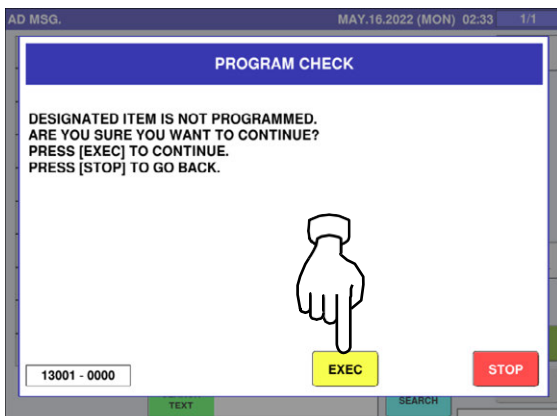 AD MSG. MAY.16.2022 (MON) 02:33 1/1
PROGRAM CHECK
DESIGNATED ITEM IS NOT PROGRAMMED.
ARE YOU SURE YOU WANT TO CONTINUE?
PRESS [EXEC] TO CONTINUE.
PRESS [STOP] TO GO BACK.
13001 - 0000 EXEC STOP
TEXT SEARCH